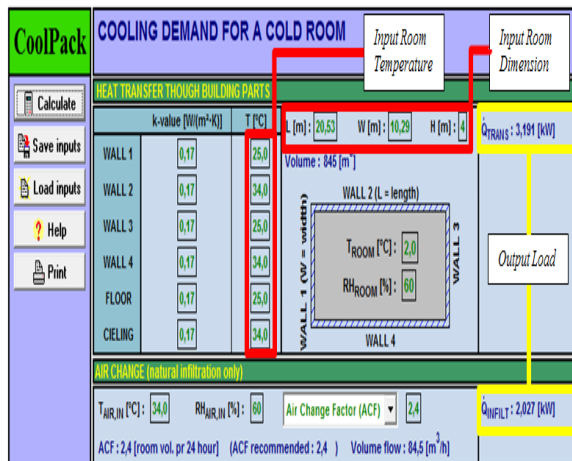 CoolPack
COOLING DEMAND FOR A COLD ROOM
Input Room
Temperature
Input Room
Dimension
Calculate
Save inputs
Load inputs
Help
Print
HEAT TRANSFER THOUGH BUILDING PARTS
k-value [W/(m²·K)] T [°C]
WALL 1 0,17 25,0
WALL 2 0,17 34,0
WALL 3 0,17 25,0
WALL 4 0,17 34,0
FLOOR 0,17 25,0
CIELING 0,17 34,0
L [m] : 20,53 W [m] : 10,29 H [m] : 4
Volume : 845 [m³]
WALL 2 (L = length)
WALL 1 (W = width)
T ROOM [°C] : 2,0
RH ROOM [%] : 60
WALL 3
WALL 4
Q̇ TRANS : 3,191 [kW]
Output Load
AIR CHANGE (natural infiltration only)
T AIR,IN [°C] : 34,0 RH AIR,IN [%] : 60 Air Change Factor (ACF) 2,4
Q̇ INFILT : 2,027 [kW]
ACF : 2,4 [room vol. pr 24 hour] (ACF recommended : 2,4 ) Volume flow : 84,5 [m³/h]